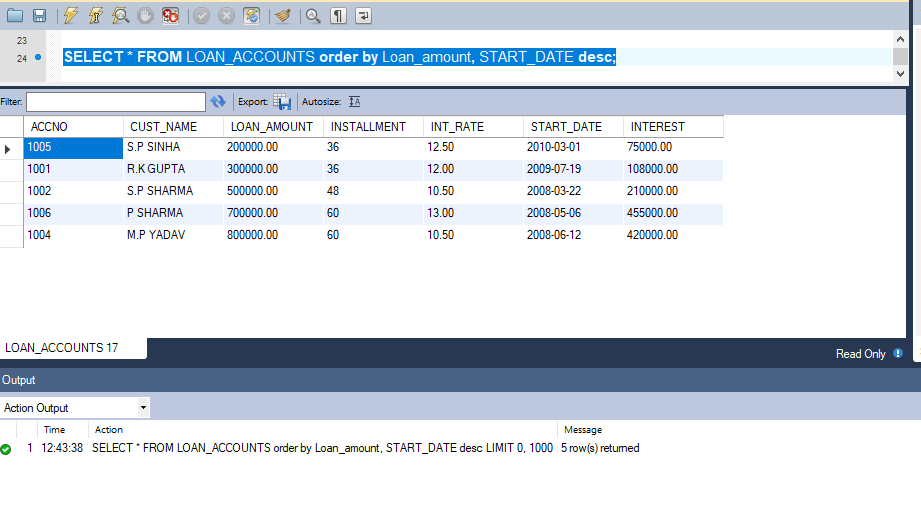 23
24 SELECT * FROM LOAN_ACCOUNTS order by Loan_amount, START_DATE desc;
Filter: Export: Autosize:
ACCNO CUST_NAME LOAN_AMOUNT INSTALLMENT INT_RATE START_DATE INTEREST
1005 S.P SINHA 200000.00 36 12.50 2010-03-01 75000.00
1001 R.K GUPTA 300000.00 36 12.00 2009-07-19 108000.00
1002 S.P SHARMA 500000.00 48 10.50 2008-03-22 210000.00
1006 P SHARMA 700000.00 60 13.00 2008-05-06 455000.00
1004 M.P YADAV 800000.00 60 10.50 2008-06-12 420000.00
LOAN_ACCOUNTS 17
Read Only
Output
Action Output
Time Action Message
1 12:43:38 SELECT * FROM LOAN_ACCOUNTS order by Loan_amount, START_DATE desc LIMIT 0, 1000 5 row(s) returned